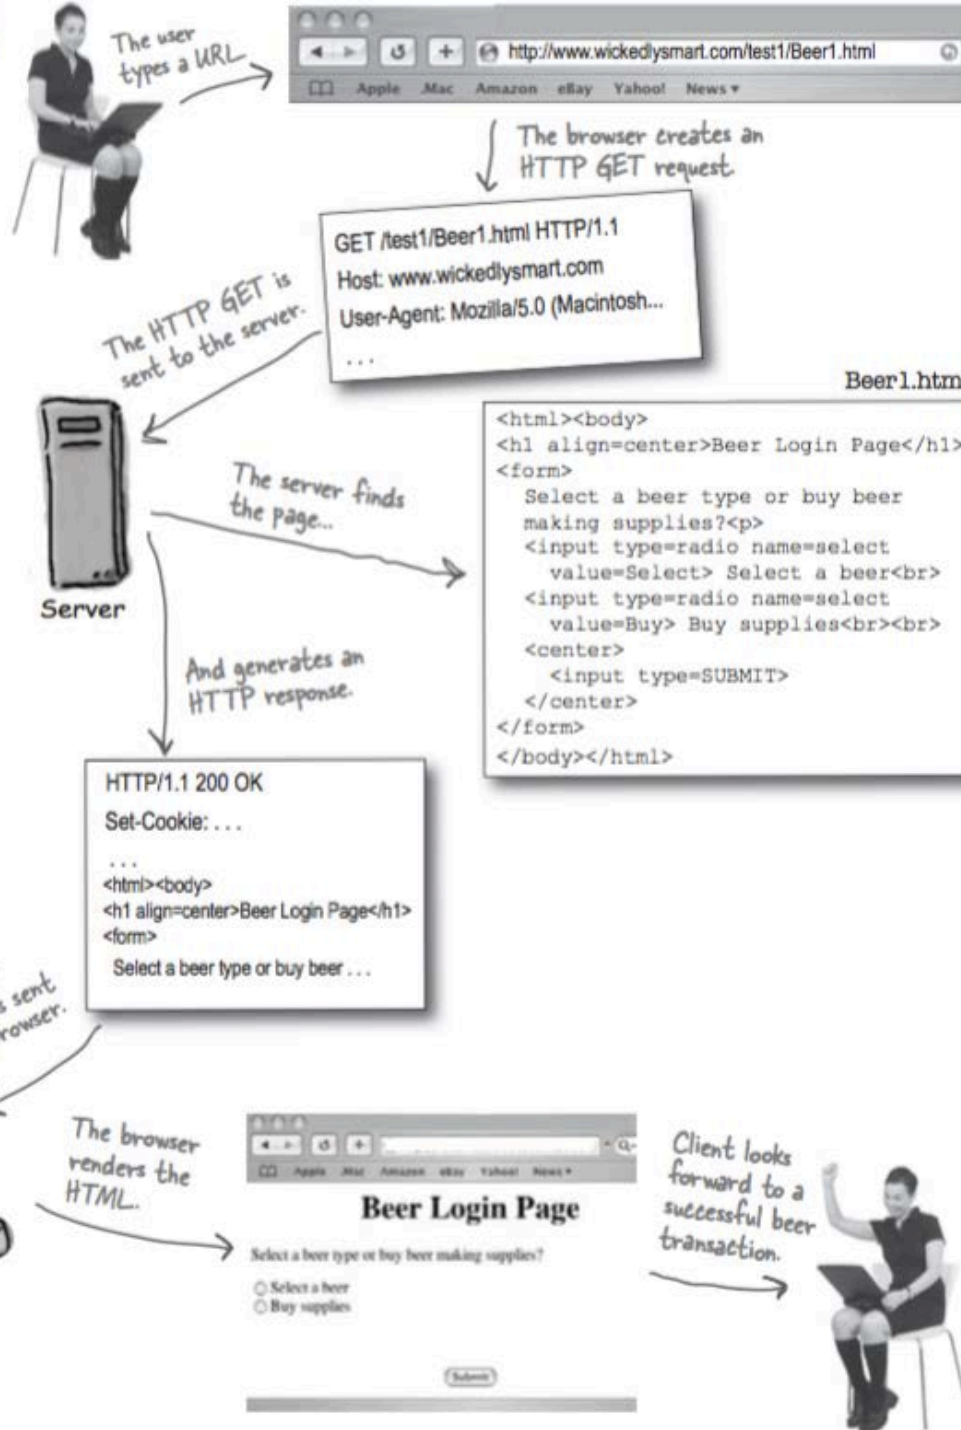 The user
types a URL
http://www.wickedlysmart.com/test1/Beer1.html
Apple Mac Amazon eBay Yahoo! News ▾
The browser creates an
HTTP GET request.
GET /test1/Beer1.html HTTP/1.1
Host: www.wickedlysmart.com
User-Agent: Mozilla/5.0 (Macintosh...
. . .
The HTTP GET is
sent to the server.
Beer1.htm
<html><body>
<h1 align=center>Beer Login Page</h1>
<form>
Select a beer type or buy beer
making supplies?<p>
<input type=radio name=select
value=Select> Select a beer<br>
<input type=radio name=select
value=Buy> Buy supplies<br><br>
<center>
<input type=SUBMIT>
</center>
</form>
</body></html>
The server finds
the page...
Server
And generates an
HTTP response.
HTTP/1.1 200 OK
Set-Cookie: . . .
. . .
<html><body>
<h1 align=center>Beer Login Page</h1>
<form>
Select a beer type or buy beer . . .
sent
The browser
renders the
HTML.
Apple Mac Amazon eBay Yahoo! News ▾
Beer Login Page
Select a beer type or buy beer making supplies?
Select a beer
Buy supplies
Submit
Client looks
forward to a
successful beer
transaction.